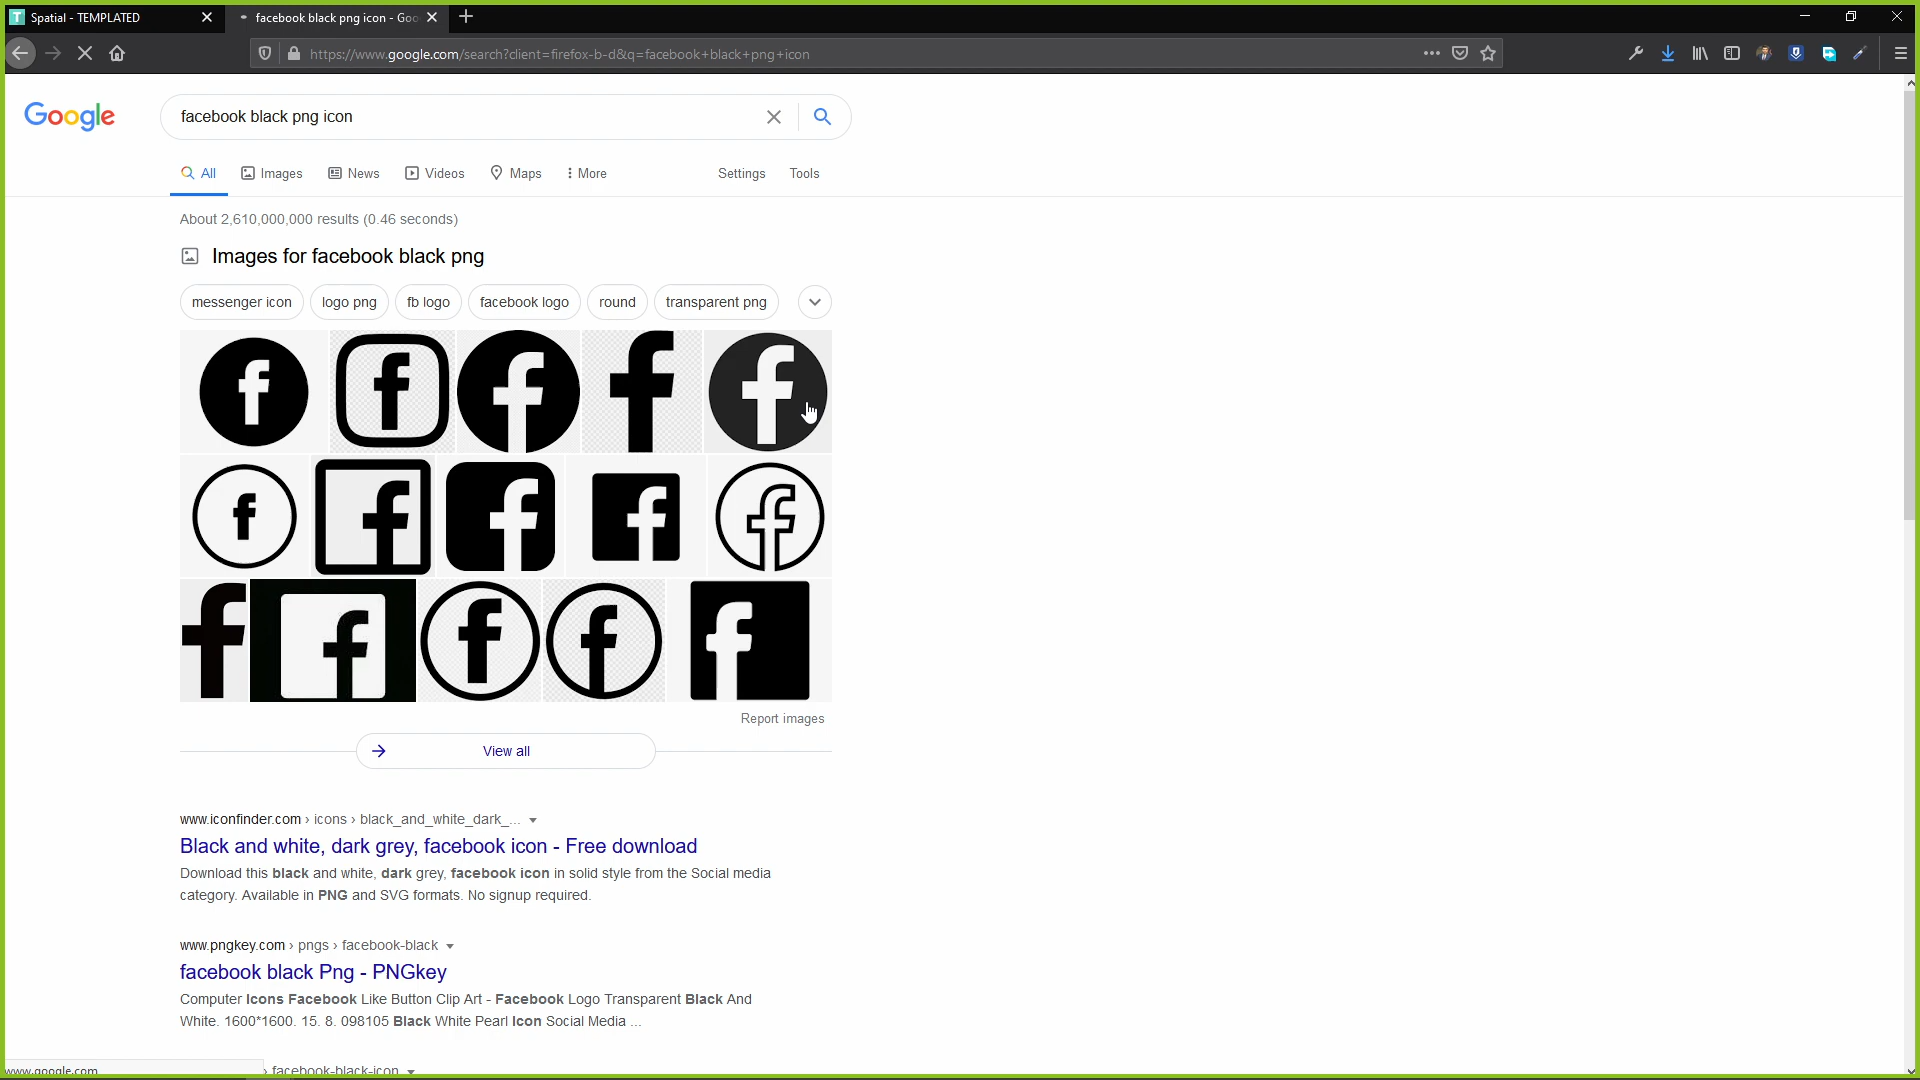 Spatial - TEMPLATED
facebook black png icon - Goo
https://www.google.com/search?client=firefox-b-d&q=facebook+black+png+icon
Google
facebook black png icon
All
Images
News
Videos
Maps
More
Settings
Tools
About 2,610,000,000 results (0.46 seconds)
Images for facebook black png
messenger icon
logo png
fb logo
facebook logo
round
transparent png
Report images
View all
www.iconfinder.com › icons › black_and_white_dark_...
Black and white, dark grey, facebook icon - Free download
Download this black and white, dark grey, facebook icon in solid style from the Social media
category. Available in PNG and SVG formats. No signup required.
www.pngkey.com › pngs › facebook-black
facebook black Png - PNGkey
Computer Icons Facebook Like Button Clip Art - Facebook Logo Transparent Black And
White. 1600*1600. 15. 8. 098105 Black White Pearl Icon Social Media ...
www.google.com
› facebook-black-icon